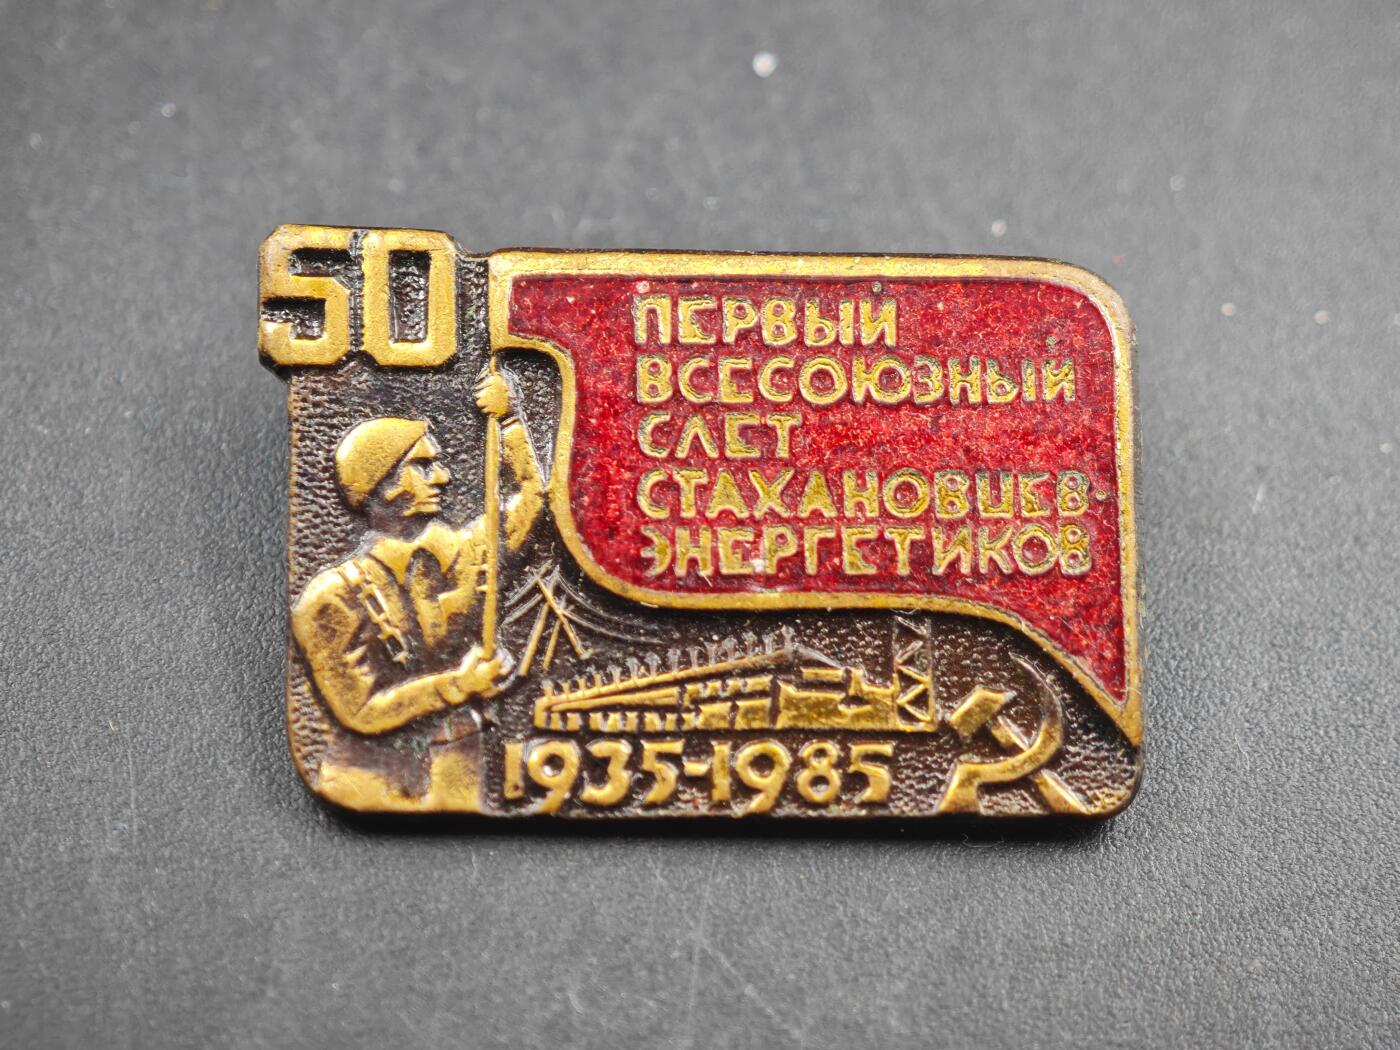 50
ПЕРВЫЙ
ВСЕСОЮЗНЫЙ
СЛЕТ
СТАХАНОВЦЕВ-
ЭНЕРГЕТИКОВ
1935-1985